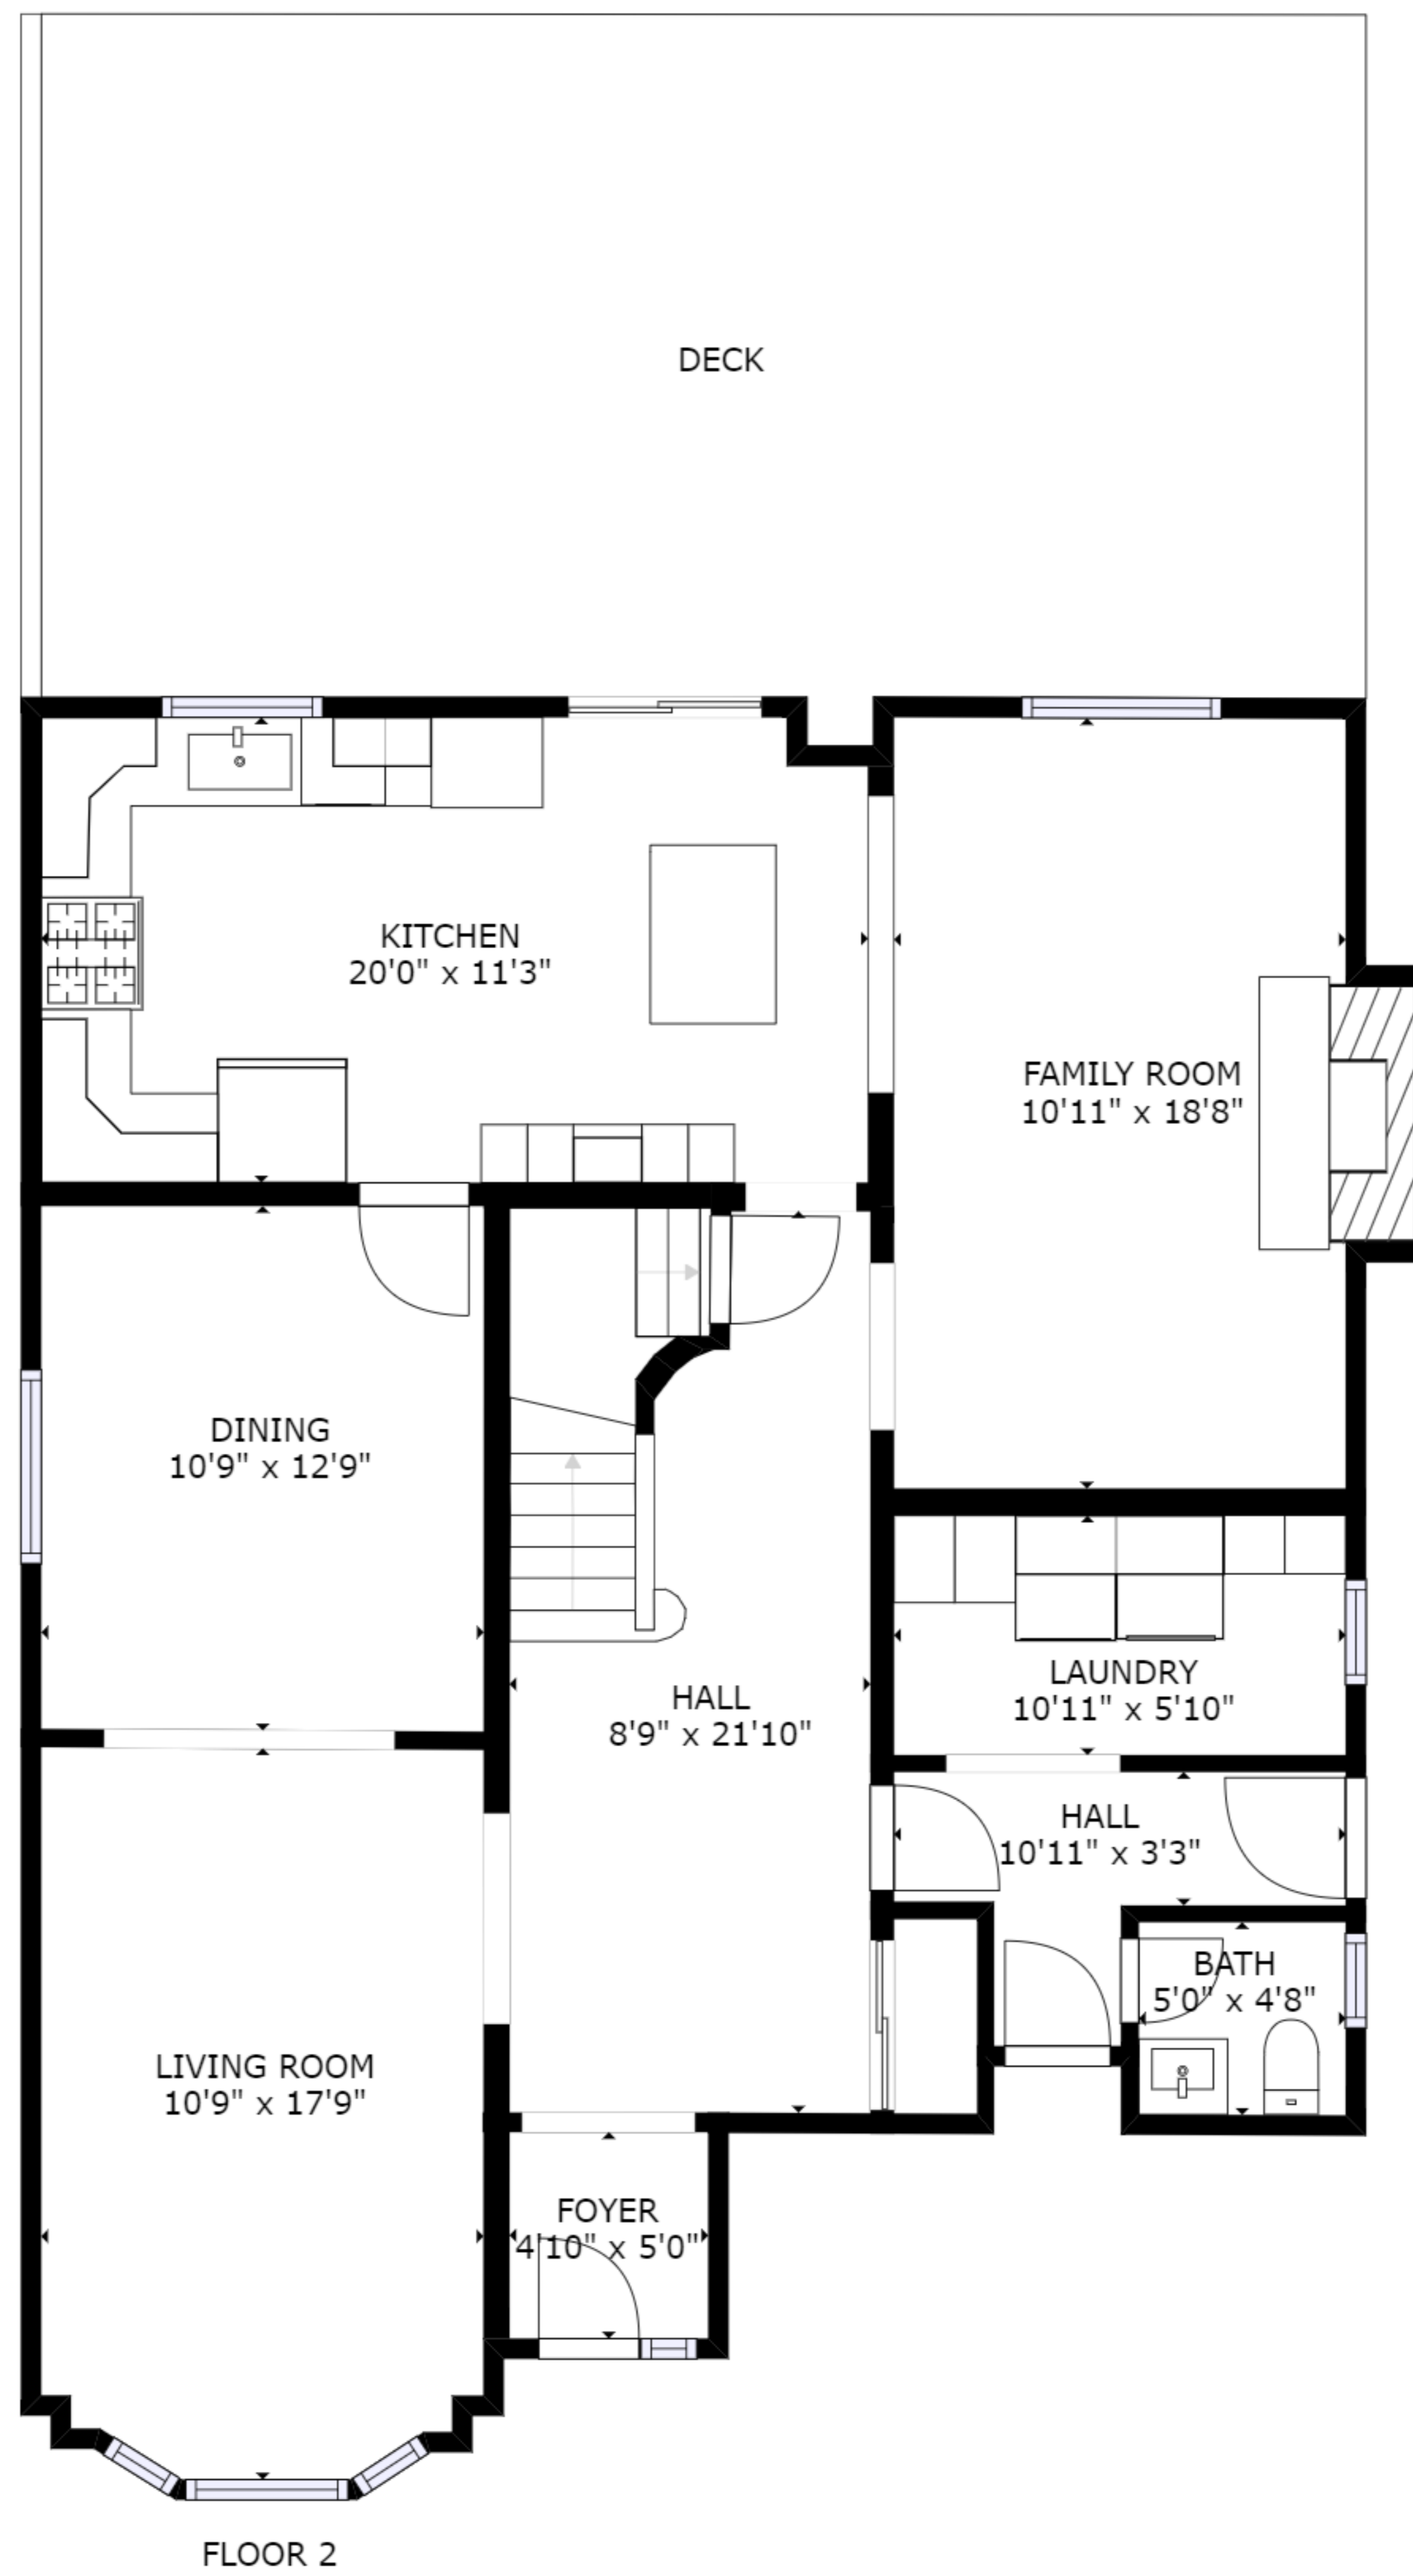 DECK
KITCHEN
20'0" x 11'3"
FAMILY ROOM
10'11" x 18'8"
DINING
10'9" x 12'9"
LAUNDRY
10'11" x 5'10"
HALL
8'9" x 21'10"
HALL
10'11" x 3'3"
BATH
5'0" x 4'8"
LIVING ROOM
10'9" x 17'9"
FOYER
4'10" x 5'0"
FLOOR 2